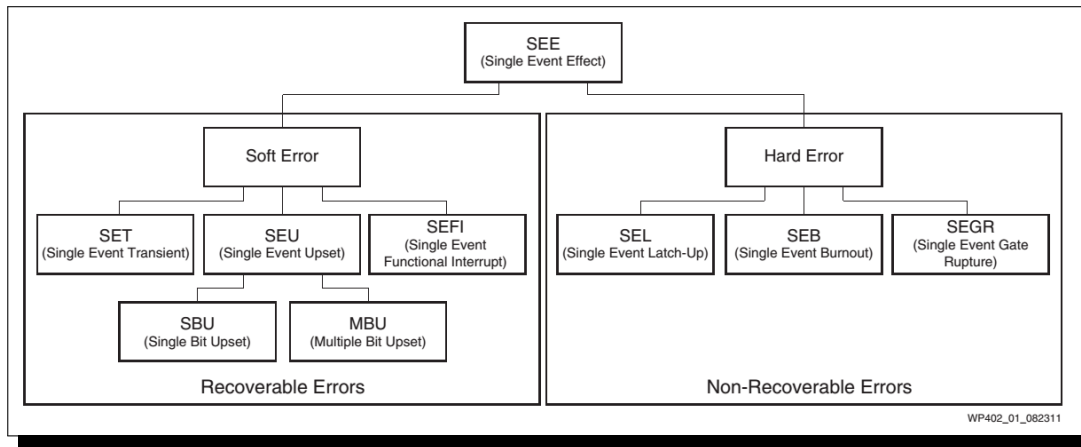 SEE
(Single Event Effect)
Soft Error
Hard Error
SET
(Single Event Transient)
SEU
(Single Event Upset)
SEFI
(Single Event
Functional Interrupt)
SEL
(Single Event Latch-Up)
SEB
(Single Event Burnout)
SEGR
(Single Event Gate
Rupture)
SBU
(Single Bit Upset)
MBU
(Multiple Bit Upset)
Recoverable Errors
Non-Recoverable Errors
WP402_01_082311